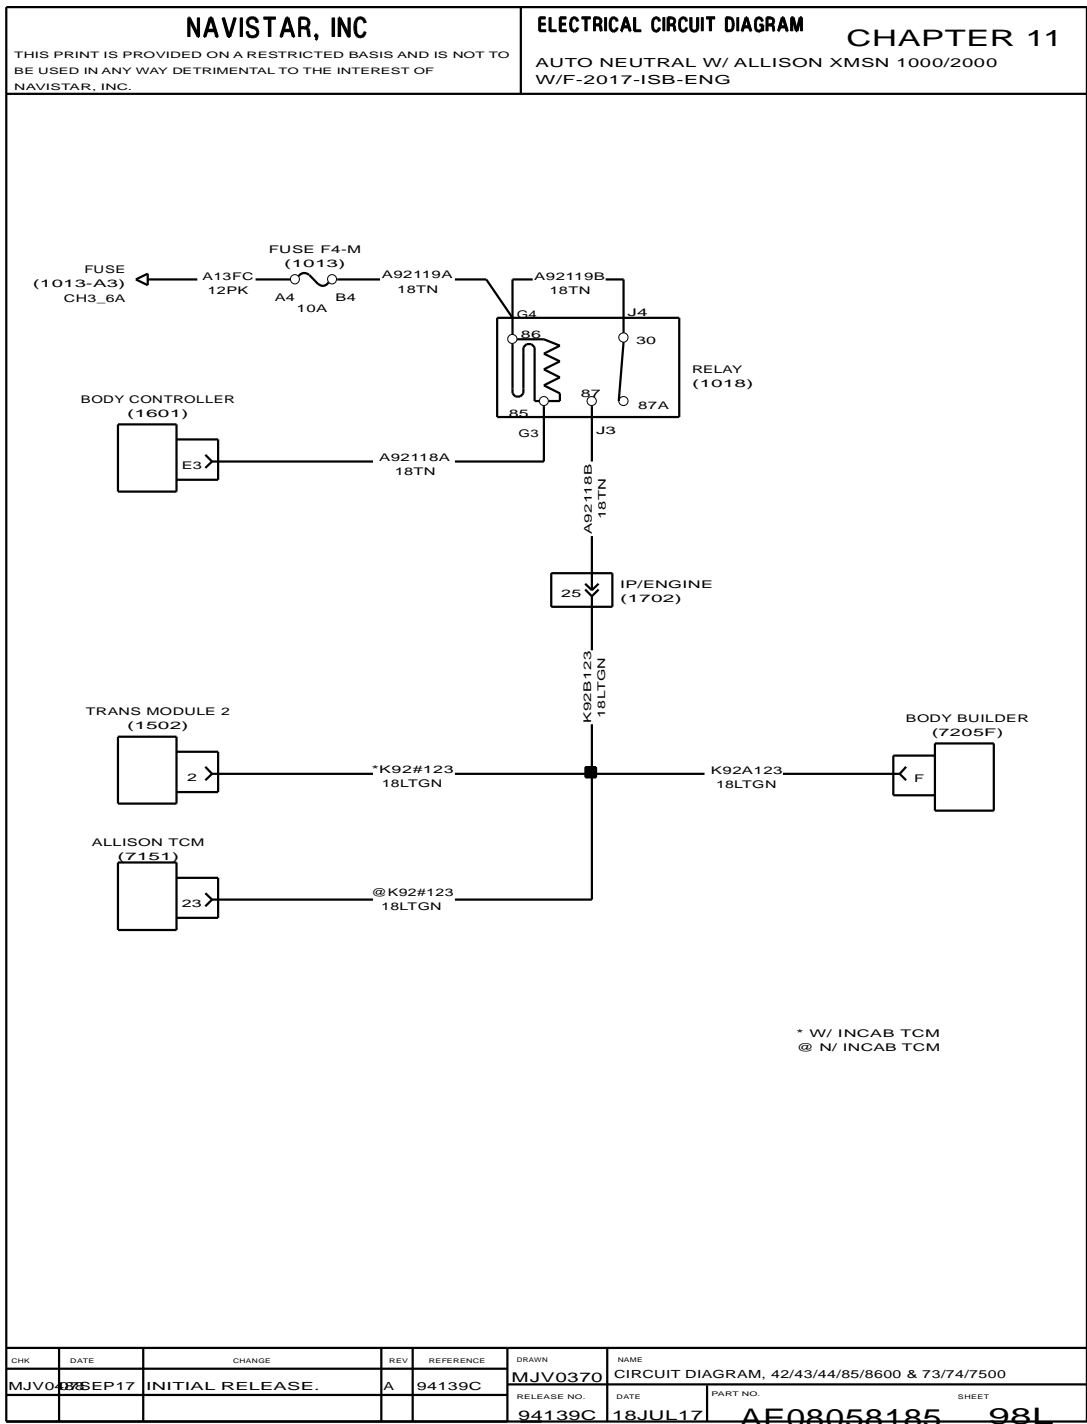 NAVISTAR, INC
THIS PRINT IS PROVIDED ON A RESTRICTED BASIS AND IS NOT TO
BE USED IN ANY WAY DETRIMENTAL TO THE INTEREST OF
NAVISTAR, INC.
ELECTRICAL CIRCUIT DIAGRAM
CHAPTER 11
AUTO NEUTRAL W/ ALLISON XMSN 1000/2000
W/F-2017-ISB-ENG
FUSE
(1013-A3)
CH3_6A
A13FC
12PK
FUSE F4-M
(1013)
A4
B4
10A
A92119A
18TN
A92119B
18TN
G4
J4
86
30
87
87A
85
G3
J3
RELAY
(1018)
BODY CONTROLLER
(1601)
E3
A92118A
18TN
A92118B
18TN
25
IP/ENGINE
(1702)
K92B123
18LTGN
TRANS MODULE 2
(1502)
2
*K92#123
18LTGN
K92A123
18LTGN
BODY BUILDER
(7205F)
F
ALLISON TCM
(7151)
23
@K92#123
18LTGN
* W/ INCAB TCM
@ N/ INCAB TCM
CHK DATE CHANGE REV REFERENCE
INITIAL RELEASE. A 94139C
DRAWN
MJV0370
NAME
CIRCUIT DIAGRAM, 42/43/44/85/8600 & 73/74/7500
RELEASE NO.
94139C
DATE
18JUL17
PART NO.
AE08058185
SHEET
98L